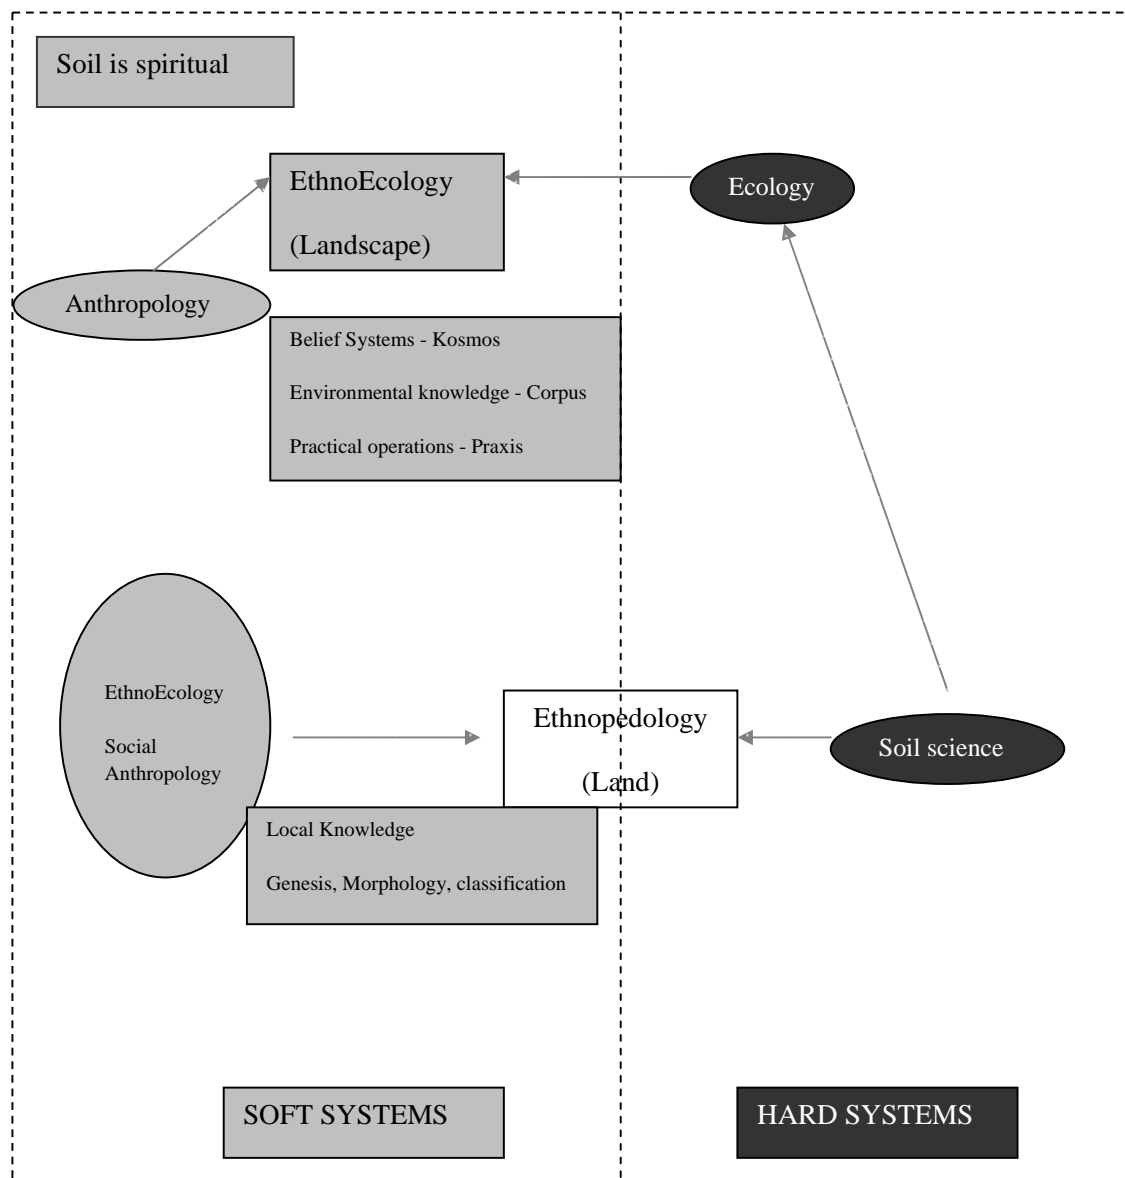 Soil is spiritual
EthnoEcology
(Landscape)
Ecology
Anthropology
Belief Systems - Kosmos
Environmental knowledge - Corpus
Practical operations - Praxis
EthnoEcology
Social
Anthropology
Ethnopedology
(Land)
Soil science
Local Knowledge
Genesis, Morphology, classification
SOFT SYSTEMS
HARD SYSTEMS